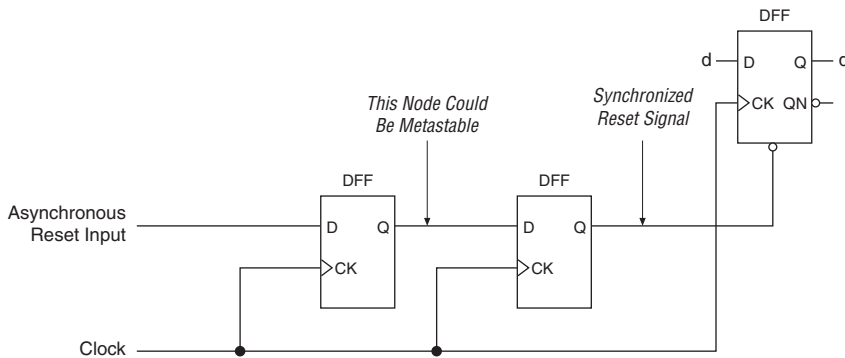 DFF
d
D
Q
d
CK
QN
This Node Could
Be Metastable
Synchronized
Reset Signal
DFF
DFF
Asynchronous
Reset Input
D
Q
CK
D
Q
CK
Clock